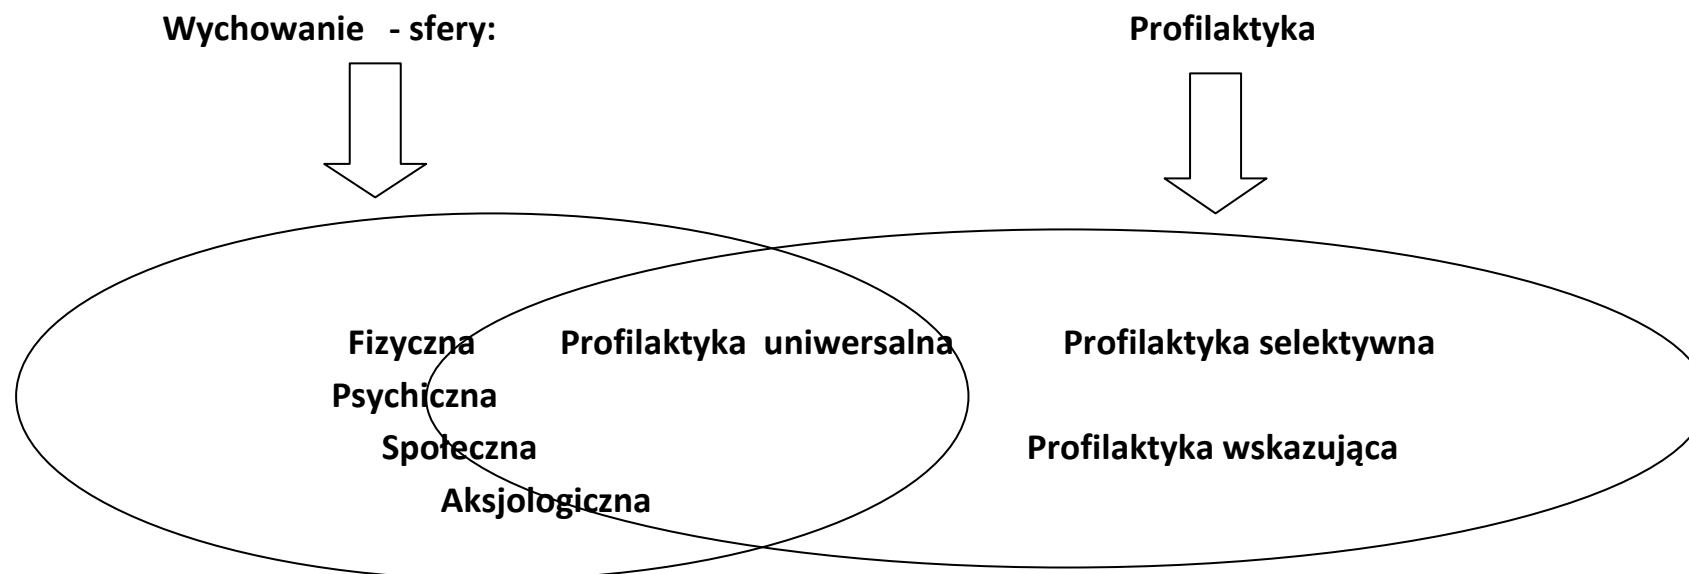 Wychowanie - sfery: Profilaktyka
Fizyczna Profilaktyka uniwersalna Profilaktyka selektywna
Psychiczna
Społeczna Profilaktyka wskazująca
Aksjologiczna